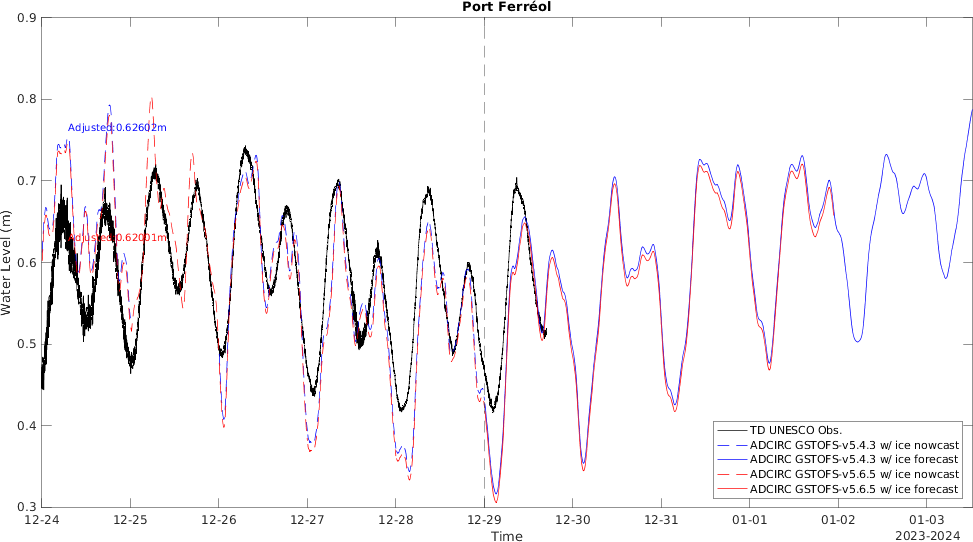 Port Ferréol
0.9
0.8
0.7
0.6
0.5
0.4
0.3
Water Level (m)
Adjusted:0.62602m
Adjusted:0.62001m
TD UNESCO Obs.
ADCIRC GSTOFS-v5.4.3 w/ ice nowcast
ADCIRC GSTOFS-v5.4.3 w/ ice forecast
ADCIRC GSTOFS-v5.6.5 w/ ice nowcast
ADCIRC GSTOFS-v5.6.5 w/ ice forecast
12-24 12-25 12-26 12-27 12-28 12-29 12-30 12-31 01-01 01-02 01-03
Time
2023-2024